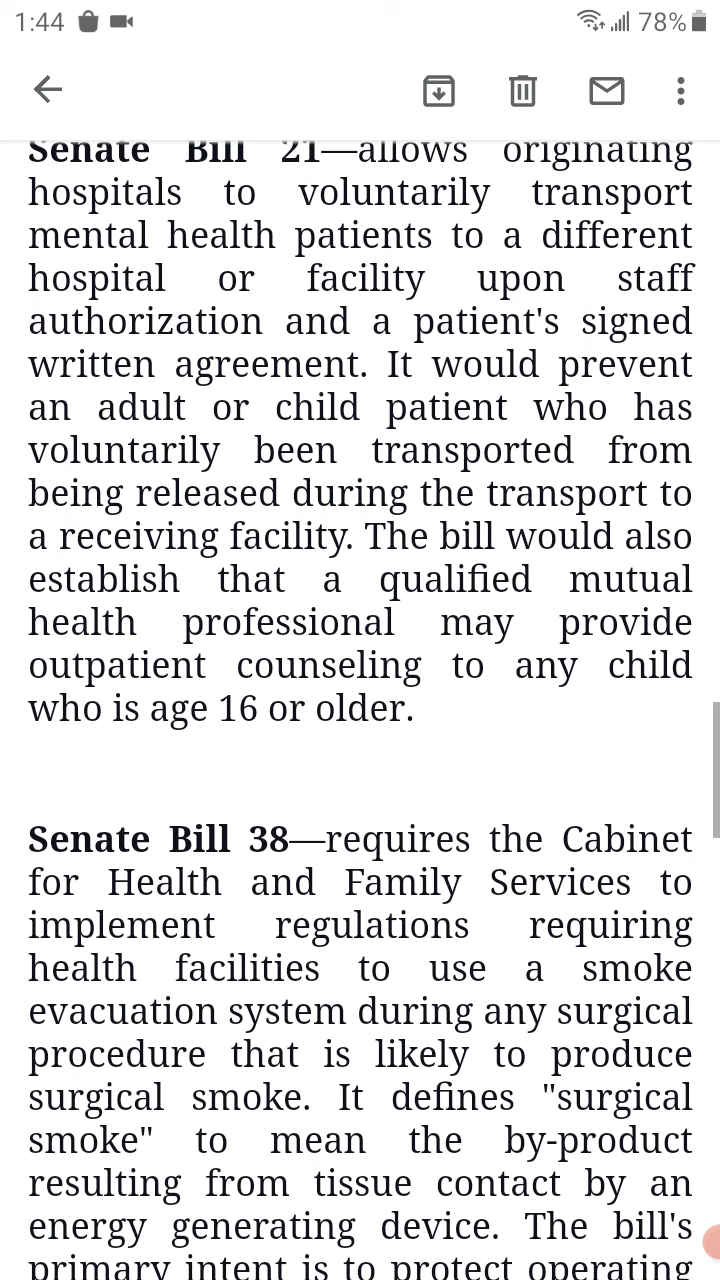 1:44 78%
Senate Bill 21—allows originating
hospitals to voluntarily transport
mental health patients to a different
hospital or facility upon staff
authorization and a patient's signed
written agreement. It would prevent
an adult or child patient who has
voluntarily been transported from
being released during the transport to
a receiving facility. The bill would also
establish that a qualified mutual
health professional may provide
outpatient counseling to any child
who is age 16 or older.
Senate Bill 38—requires the Cabinet
for Health and Family Services to
implement regulations requiring
health facilities to use a smoke
evacuation system during any surgical
procedure that is likely to produce
surgical smoke. It defines "surgical
smoke" to mean the by-product
resulting from tissue contact by an
energy generating device. The bill's
primary intent is to protect operating